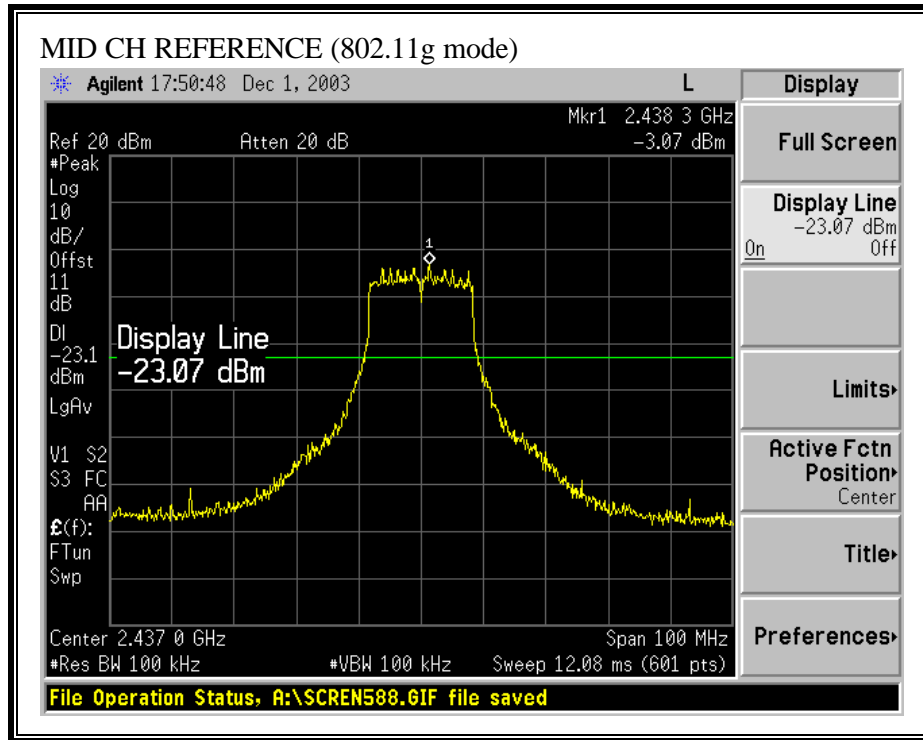 MID CH REFERENCE (802.11g mode)
Agilent 17:50:48 Dec 1, 2003 L
Display
Mkr1 2.438 3 GHz
Ref 20 dBm Atten 20 dB -3.07 dBm
#Peak
Log
10
dB/
Offst
11
dB
DI
-23.1
dBm
LgAv
V1 S2
S3 FC
AA
£(f):
FTun
Swp
1
Display Line
-23.07 dBm
Center 2.437 0 GHz Span 100 MHz
#Res BW 100 kHz #VBW 100 kHz Sweep 12.08 ms (601 pts)
File Operation Status, A:\SCREN588.GIF file saved
Full Screen
Display Line
-23.07 dBm
On Off
Limits
Active Fctn
Position
Center
Title
Preferences